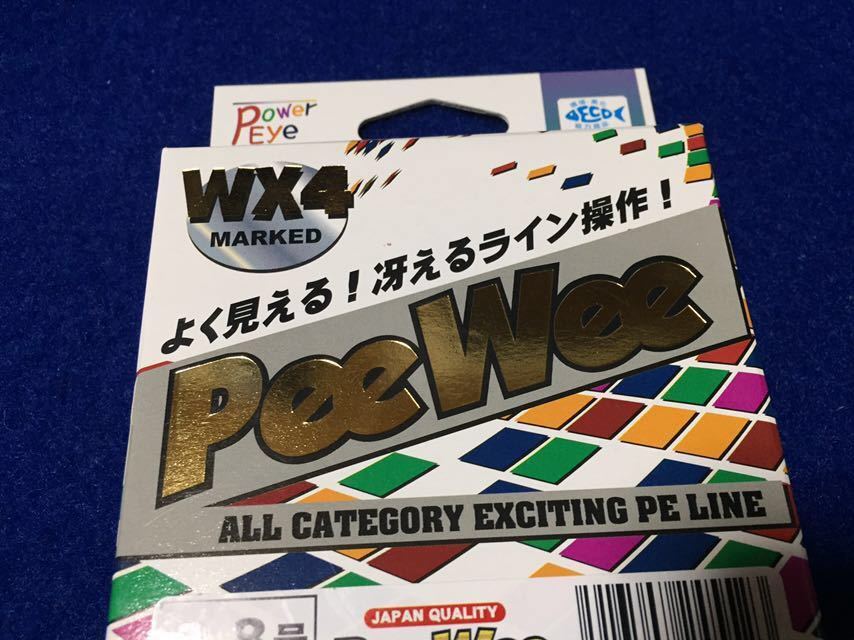 Power
Eye
DECO
WX4
MARKED
よく見える！冴えるライン操作！
PeeWee
ALL CATEGORY EXCITING PE LINE
JAPAN QUALITY